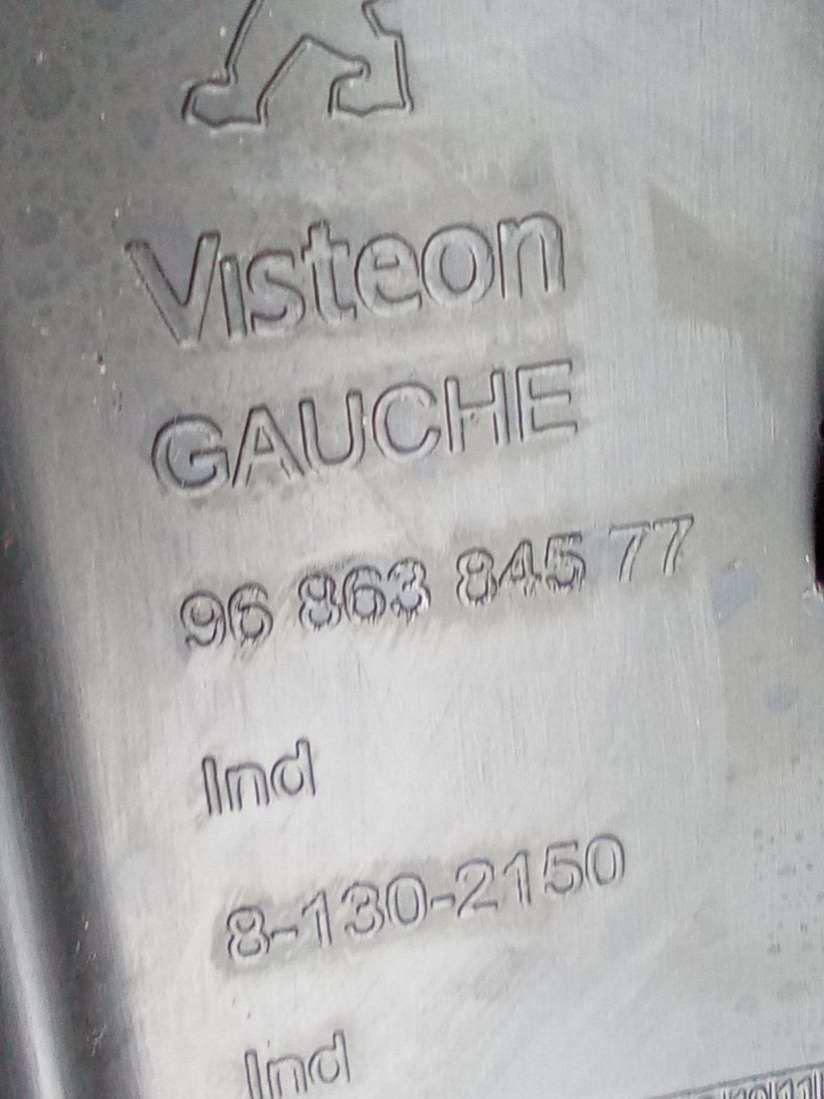 Visteon
GAUCHE
96 863 845 77
Ind
8-130-2150
Ind